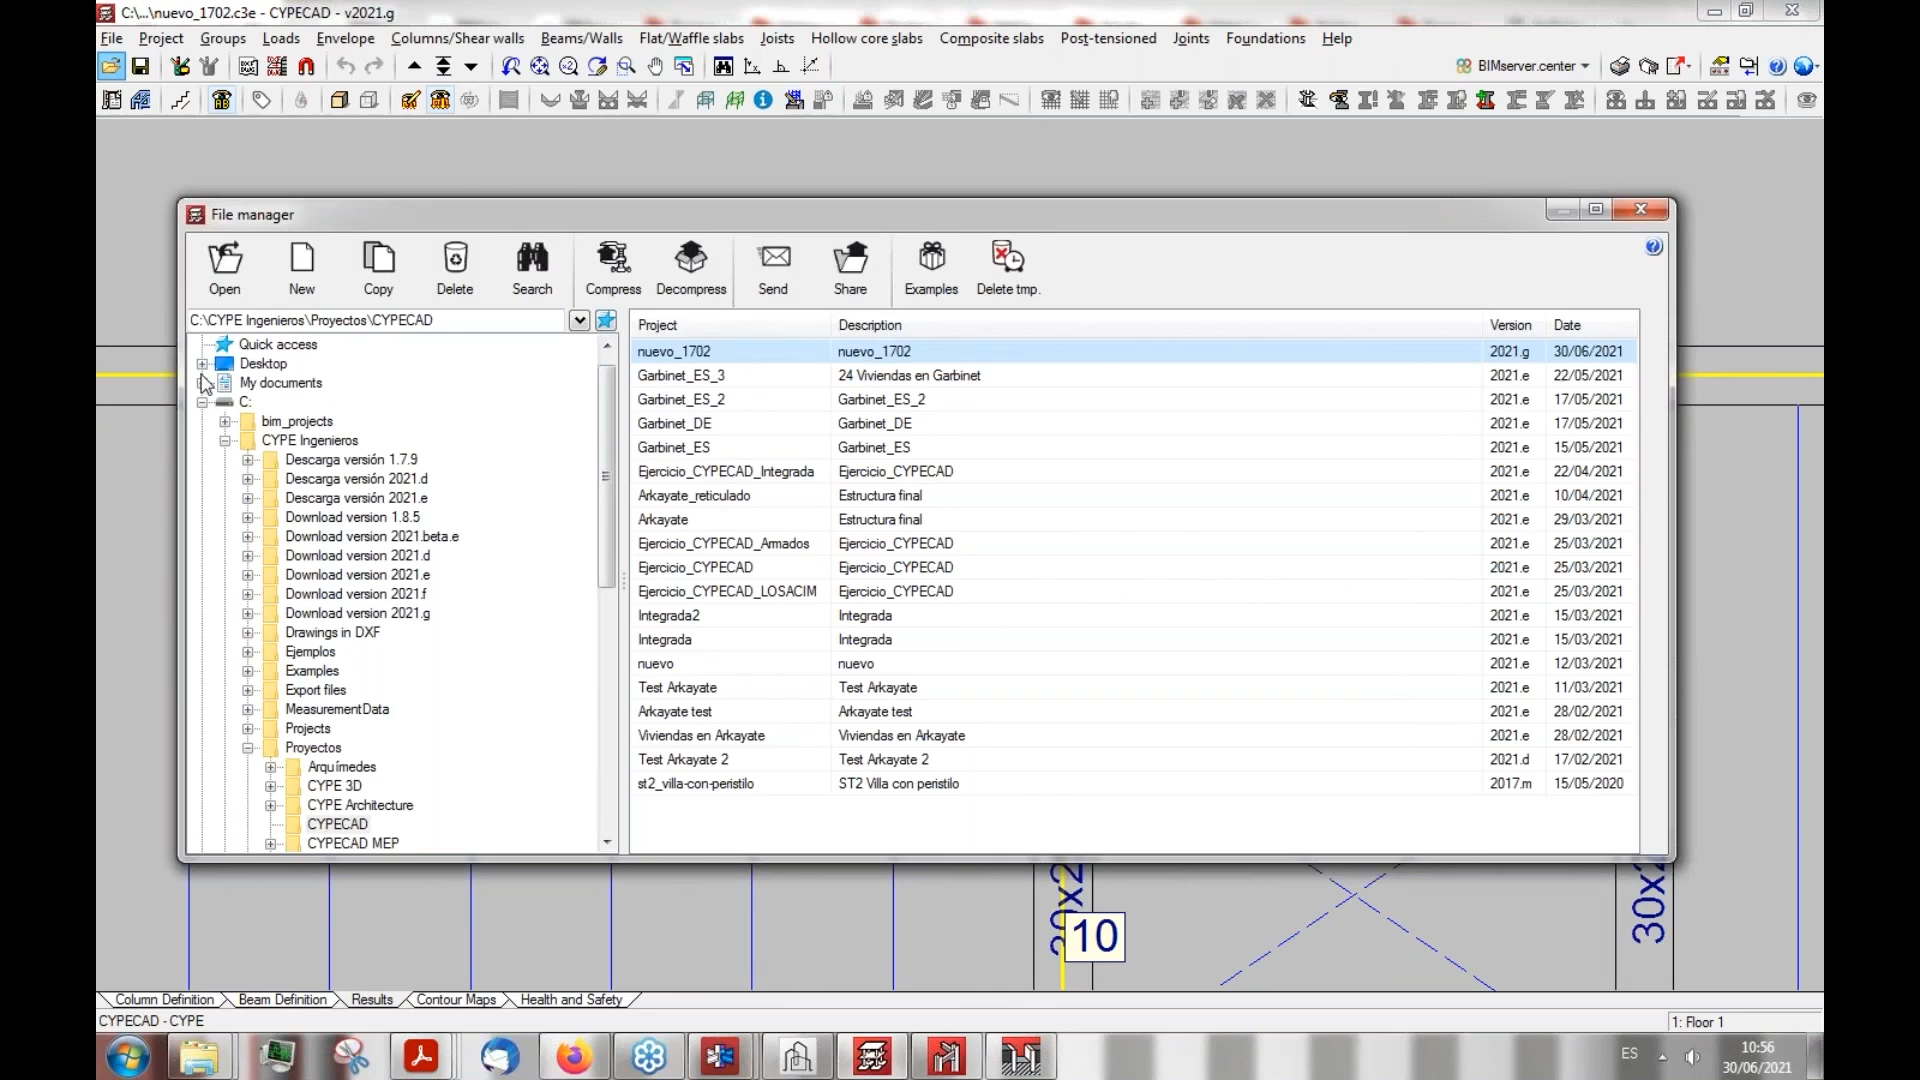 C:\...\nuevo_1702.c3e - CYPECAD - v2021.g
File Project Groups Loads Envelope Columns/Shear walls Beams/Walls Flat/Waffle slabs Joists Hollow core slabs Composite slabs Post-tensioned Joints Foundations Help
BIMserver.center
File manager
Open New Copy Delete Search Compress Decompress Send Share Examples Delete tmp.
C:\CYPE Ingenieros\Proyectos\CYPECAD
Quick access
Desktop
My documents
C:
bim_projects
CYPE Ingenieros
Descarga versión 1.7.9
Descarga versión 2021.d
Descarga versión 2021.e
Download version 1.8.5
Download version 2021.beta.e
Download version 2021.d
Download version 2021.e
Download version 2021.f
Download version 2021.g
Drawings in DXF
Ejemplos
Examples
Export files
MeasurementData
Projects
Proyectos
Arquímedes
CYPE 3D
CYPE Architecture
CYPECAD
CYPECAD MEP
Project Description Version Date
nuevo_1702 nuevo_1702 2021.g 30/06/2021
Garbinet_ES_3 24 Viviendas en Garbinet 2021.e 22/05/2021
Garbinet_ES_2 Garbinet_ES_2 2021.e 17/05/2021
Garbinet_DE Garbinet_DE 2021.e 17/05/2021
Garbinet_ES Garbinet_ES 2021.e 15/05/2021
Ejercicio_CYPECAD_Integrada Ejercicio_CYPECAD 2021.e 22/04/2021
Arkayate_reticulado Estructura final 2021.e 10/04/2021
Arkayate Estructura final 2021.e 29/03/2021
Ejercicio_CYPECAD_Armados Ejercicio_CYPECAD 2021.e 25/03/2021
Ejercicio_CYPECAD Ejercicio_CYPECAD 2021.e 25/03/2021
Ejercicio_CYPECAD_LOSACIM Ejercicio_CYPECAD 2021.e 25/03/2021
Integrada2 Integrada 2021.e 15/03/2021
Integrada Integrada 2021.e 15/03/2021
nuevo nuevo 2021.e 12/03/2021
Test Arkayate Test Arkayate 2021.e 11/03/2021
Arkayate test Arkayate test 2021.e 28/02/2021
Viviendas en Arkayate Viviendas en Arkayate 2021.e 28/02/2021
Test Arkayate 2 Test Arkayate 2 2021.d 17/02/2021
st2_villa-con-peristilo ST2 Villa con peristilo 2017.m 15/05/2020
10
30x2
Column Definition Beam Definition Results Contour Maps Health and Safety
CYPECAD - CYPE
1: Floor 1
ES
10:56
30/06/2021